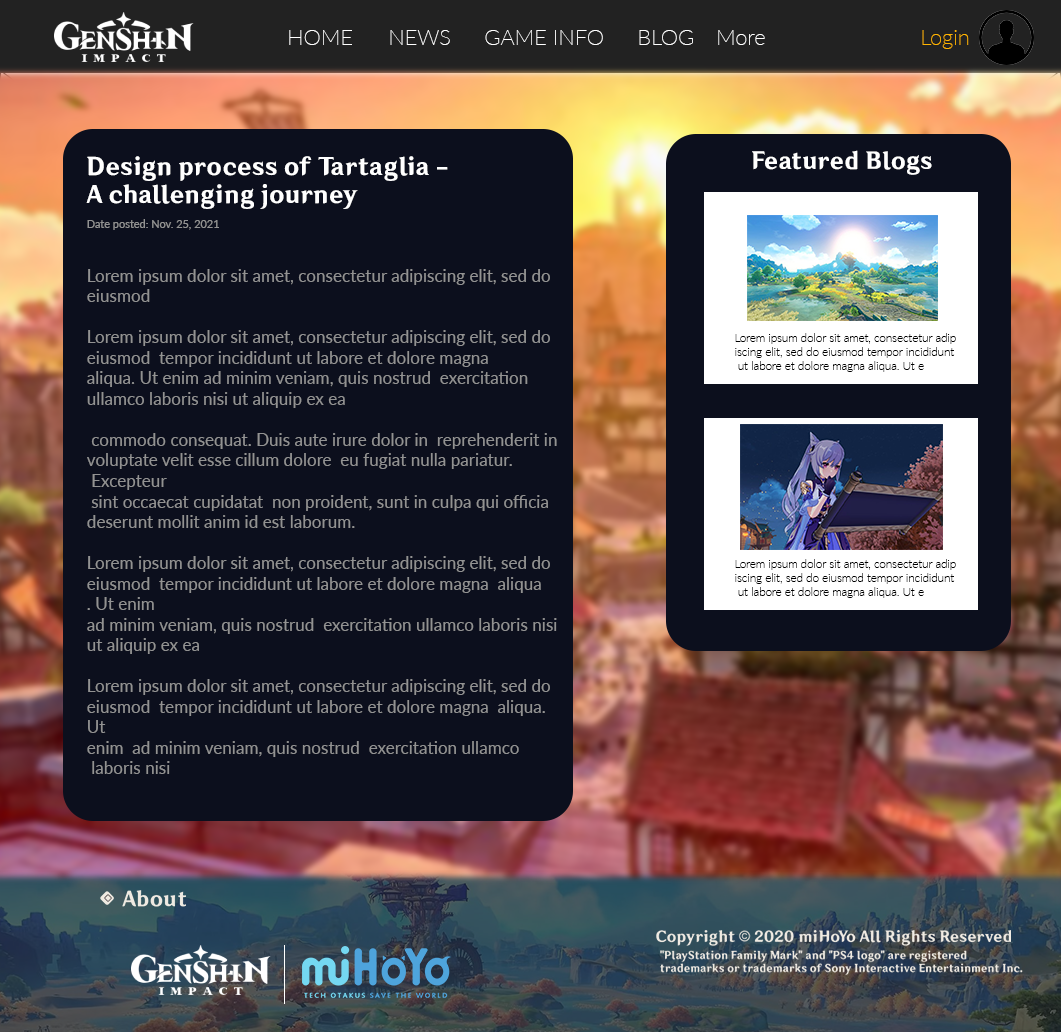 GENSHIN
IMPACT
HOME NEWS GAME INFO BLOG More Login
Design process of Tartaglia –
A challenging journey
Date posted: Nov. 25, 2021
Lorem ipsum dolor sit amet, consectetur adipiscing elit, sed do
eiusmod
Lorem ipsum dolor sit amet, consectetur adipiscing elit, sed do
eiusmod tempor incididunt ut labore et dolore magna
aliqua. Ut enim ad minim veniam, quis nostrud exercitation
ullamco laboris nisi ut aliquip ex ea
commodo consequat. Duis aute irure dolor in reprehenderit in
voluptate velit esse cillum dolore eu fugiat nulla pariatur.
Excepteur
sint occaecat cupidatat non proident, sunt in culpa qui officia
deserunt mollit anim id est laborum.
Lorem ipsum dolor sit amet, consectetur adipiscing elit, sed do
eiusmod tempor incididunt ut labore et dolore magna aliqua
. Ut enim
ad minim veniam, quis nostrud exercitation ullamco laboris nisi
ut aliquip ex ea
Lorem ipsum dolor sit amet, consectetur adipiscing elit, sed do
eiusmod tempor incididunt ut labore et dolore magna aliqua.
Ut
enim ad minim veniam, quis nostrud exercitation ullamco
laboris nisi
Featured Blogs
Lorem ipsum dolor sit amet, consectetur adip
iscing elit, sed do eiusmod tempor incididunt
ut labore et dolore magna aliqua. Ut e
Lorem ipsum dolor sit amet, consectetur adip
iscing elit, sed do eiusmod tempor incididunt
ut labore et dolore magna aliqua. Ut e
About
GENSHIN
IMPACT
miHoYo
TECH OTAKUS SAVE THE WORLD
Copyright © 2020 miHoYo All Rights Reserved
"PlayStation Family Mark" and "PS4 logo" are registered
trademarks or trademarks of Sony Interactive Entertainment Inc.